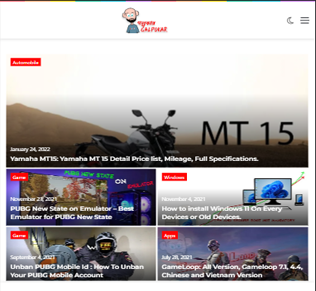 GALPUKAR
Automobile
MT 15
January 24, 2022
Yamaha MT15: Yamaha MT 15 Detail Price list, Mileage, Full Specifications.
Game
PUBG NEW STATE
ON
EMULATOR
November 23, 2021
PUBG New State on Emulator – Best
Emulator for PUBG New State
Windows
November 4, 2021
How to install Windows 11 On Every
Devices or Old Devices.
Game
September 4, 2021
Unban PUBG Mobile Id : How To Unban
Your PUBG Mobile Account
Apps
July 28, 2021
GameLoop: All Version, Gameloop 7.1, 4.4,
Chinese and Vietnam Version